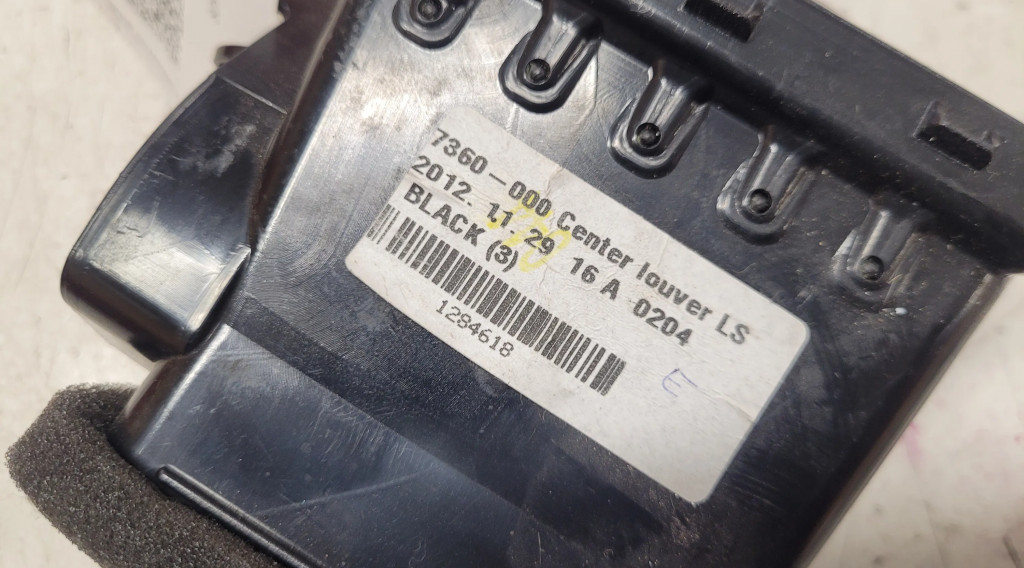 7360-000 Center louver LS
2012. 11-29 16 A 0204
BLACK (3)
1284618
E